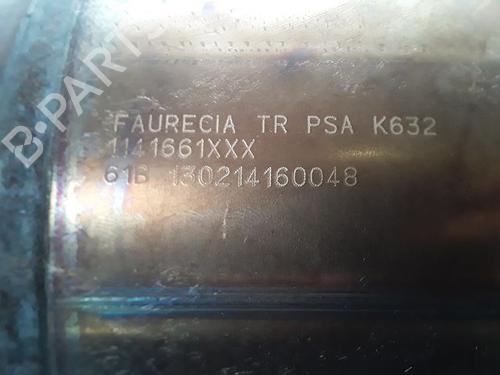 B-PARTS
FAURECIA TR PSA K632
1141661XXX
61B 130214160048